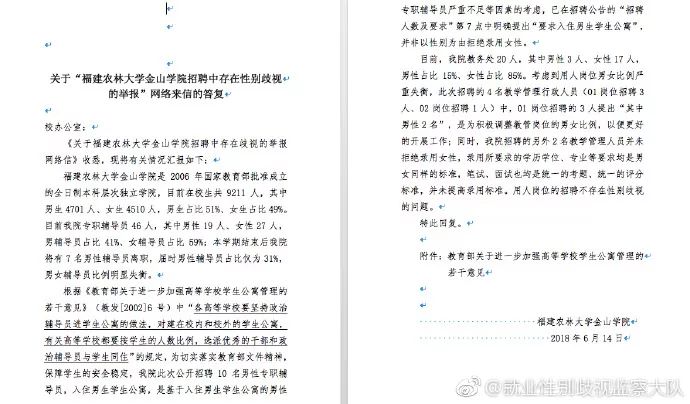 关于“福建农林大学金山学院招聘中存在性别歧视
的举报”网络来信的答复
校办公室：
《关于福建农林大学金山学院招聘中存在歧视的举报
网络信》收悉，现将有关情况汇报如下：
福建农林大学金山学院是 2006 年国家教育部批准成立
的全日制本科层次独立学院，目前在校生共 9211 人，其中
男生 4701 人、女生 4510 人，男生占比 51%、女生占比 49%。
目前我院专职辅导员 46 人，其中男性 19 人、女性 27 人，
男辅导员占比 41%、女辅导员占比 59%；本学期结束后我院
将有 7 名男性辅导员离职，届时男性辅导员占比仅为 31%，
男女辅导员比例明显失衡。
根据《教育部关于进一步加强高等学校学生公寓管理的
若干意见》（教发[2002]6 号）中“各高等学校要坚持政治
辅导员进学生公寓的做法，对建在校内和校外的学生公寓，
有关高等学校都要按学生的人数比例，选派优秀的干部和政
治辅导员与学生同住”的规定，为切实落实教育部文件精神，
保障学生的安全稳定，我院此次公开招聘 10 名男性专职辅
导员，入住男生学生公寓，是基于入住男生学生公寓的男性
专职辅导员严重不足等因素的考虑，已在招聘公告的“招聘
人数及要求”第 7 点中明确提出“要求入住男生学生公寓”，
并非以性别为由拒绝录用女性。
目前，我院教务处 20 人，其中男性 3 人、女性 17 人，
男性占比 15%、女性占比 85%。考虑到用人岗位男女比例严
重失衡，此次招聘的 4 名教学管理行政人员（01 岗位招聘 3
人、02 岗位招聘 1 人）中，01 岗位招聘的 3 人提出“其中
男性 2 名”，是为积极调整教管岗位的男女比例，以便更好
的开展工作；同时，我院招聘的另外 2 名教学管理人员并未
拒绝录用女性，录用所要求的学历学位、专业等要求均是男
女同样的标准，笔试、面试也均是统一的考题、统一的评分
标准，并未提高录用标准。用人岗位的招聘不存在性别歧视
的问题。
特此回复。
附件：教育部关于进一步加强高等学校学生公寓管理的
若干意见
福建农林大学金山学院
2018 年 6 月 14 日
@就业性别歧视监察大队